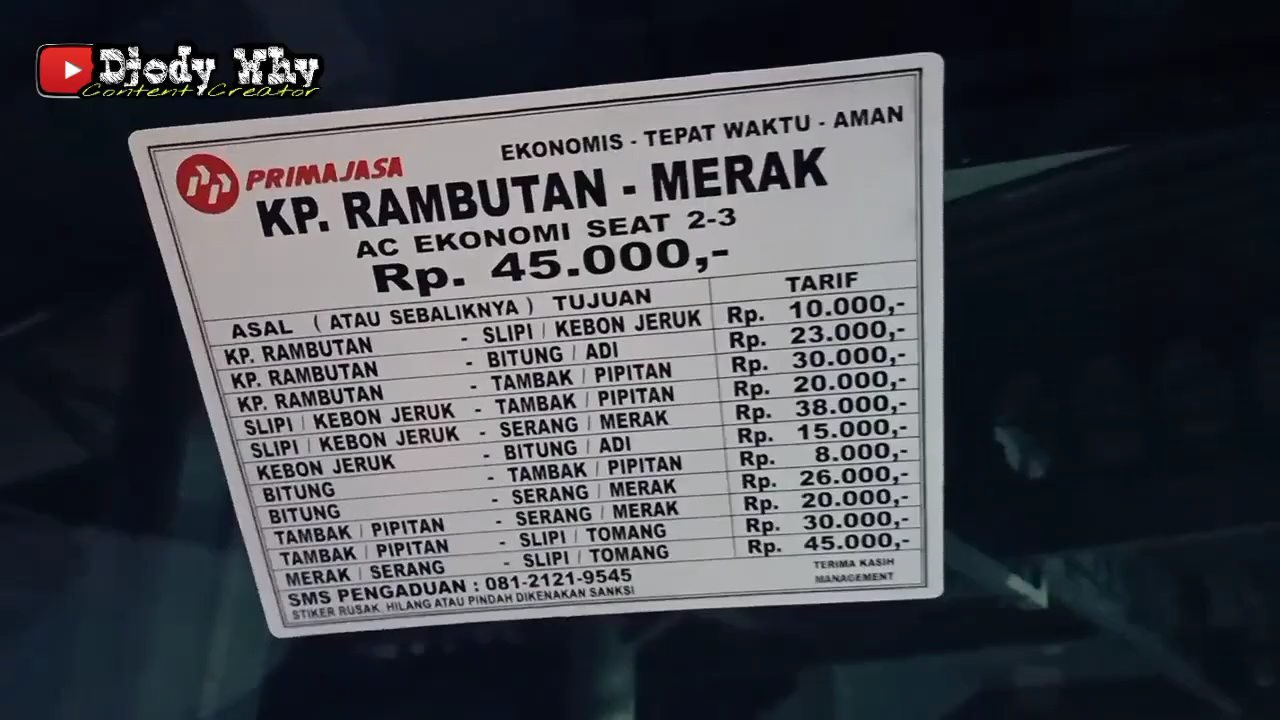 Djody Why
Content Creator
PRIMAJASA
EKONOMIS - TEPAT WAKTU - AMAN
KP. RAMBUTAN - MERAK
AC EKONOMI SEAT 2-3
Rp. 45.000,-
ASAL ( ATAU SEBALIKNYA ) TUJUAN TARIF
KP. RAMBUTAN - SLIPI / KEBON JERUK Rp. 10.000,-
KP. RAMBUTAN - BITUNG / ADI Rp. 23.000,-
KP. RAMBUTAN - TAMBAK / PIPITAN Rp. 30.000,-
SLIPI / KEBON JERUK - TAMBAK / PIPITAN Rp. 20.000,-
SLIPI / KEBON JERUK - SERANG / MERAK Rp. 38.000,-
KEBON JERUK - BITUNG / ADI Rp. 15.000,-
BITUNG - TAMBAK / PIPITAN Rp. 8.000,-
BITUNG - SERANG / MERAK Rp. 26.000,-
TAMBAK / PIPITAN - SERANG / MERAK Rp. 20.000,-
TAMBAK / PIPITAN - SLIPI / TOMANG Rp. 30.000,-
MERAK / SERANG - SLIPI / TOMANG Rp. 45.000,-
SMS PENGADUAN : 081-2121-9545
STIKER RUSAK, HILANG ATAU PINDAH DIKENAKAN SANKSI
TERIMA KASIH
MANAGEMENT